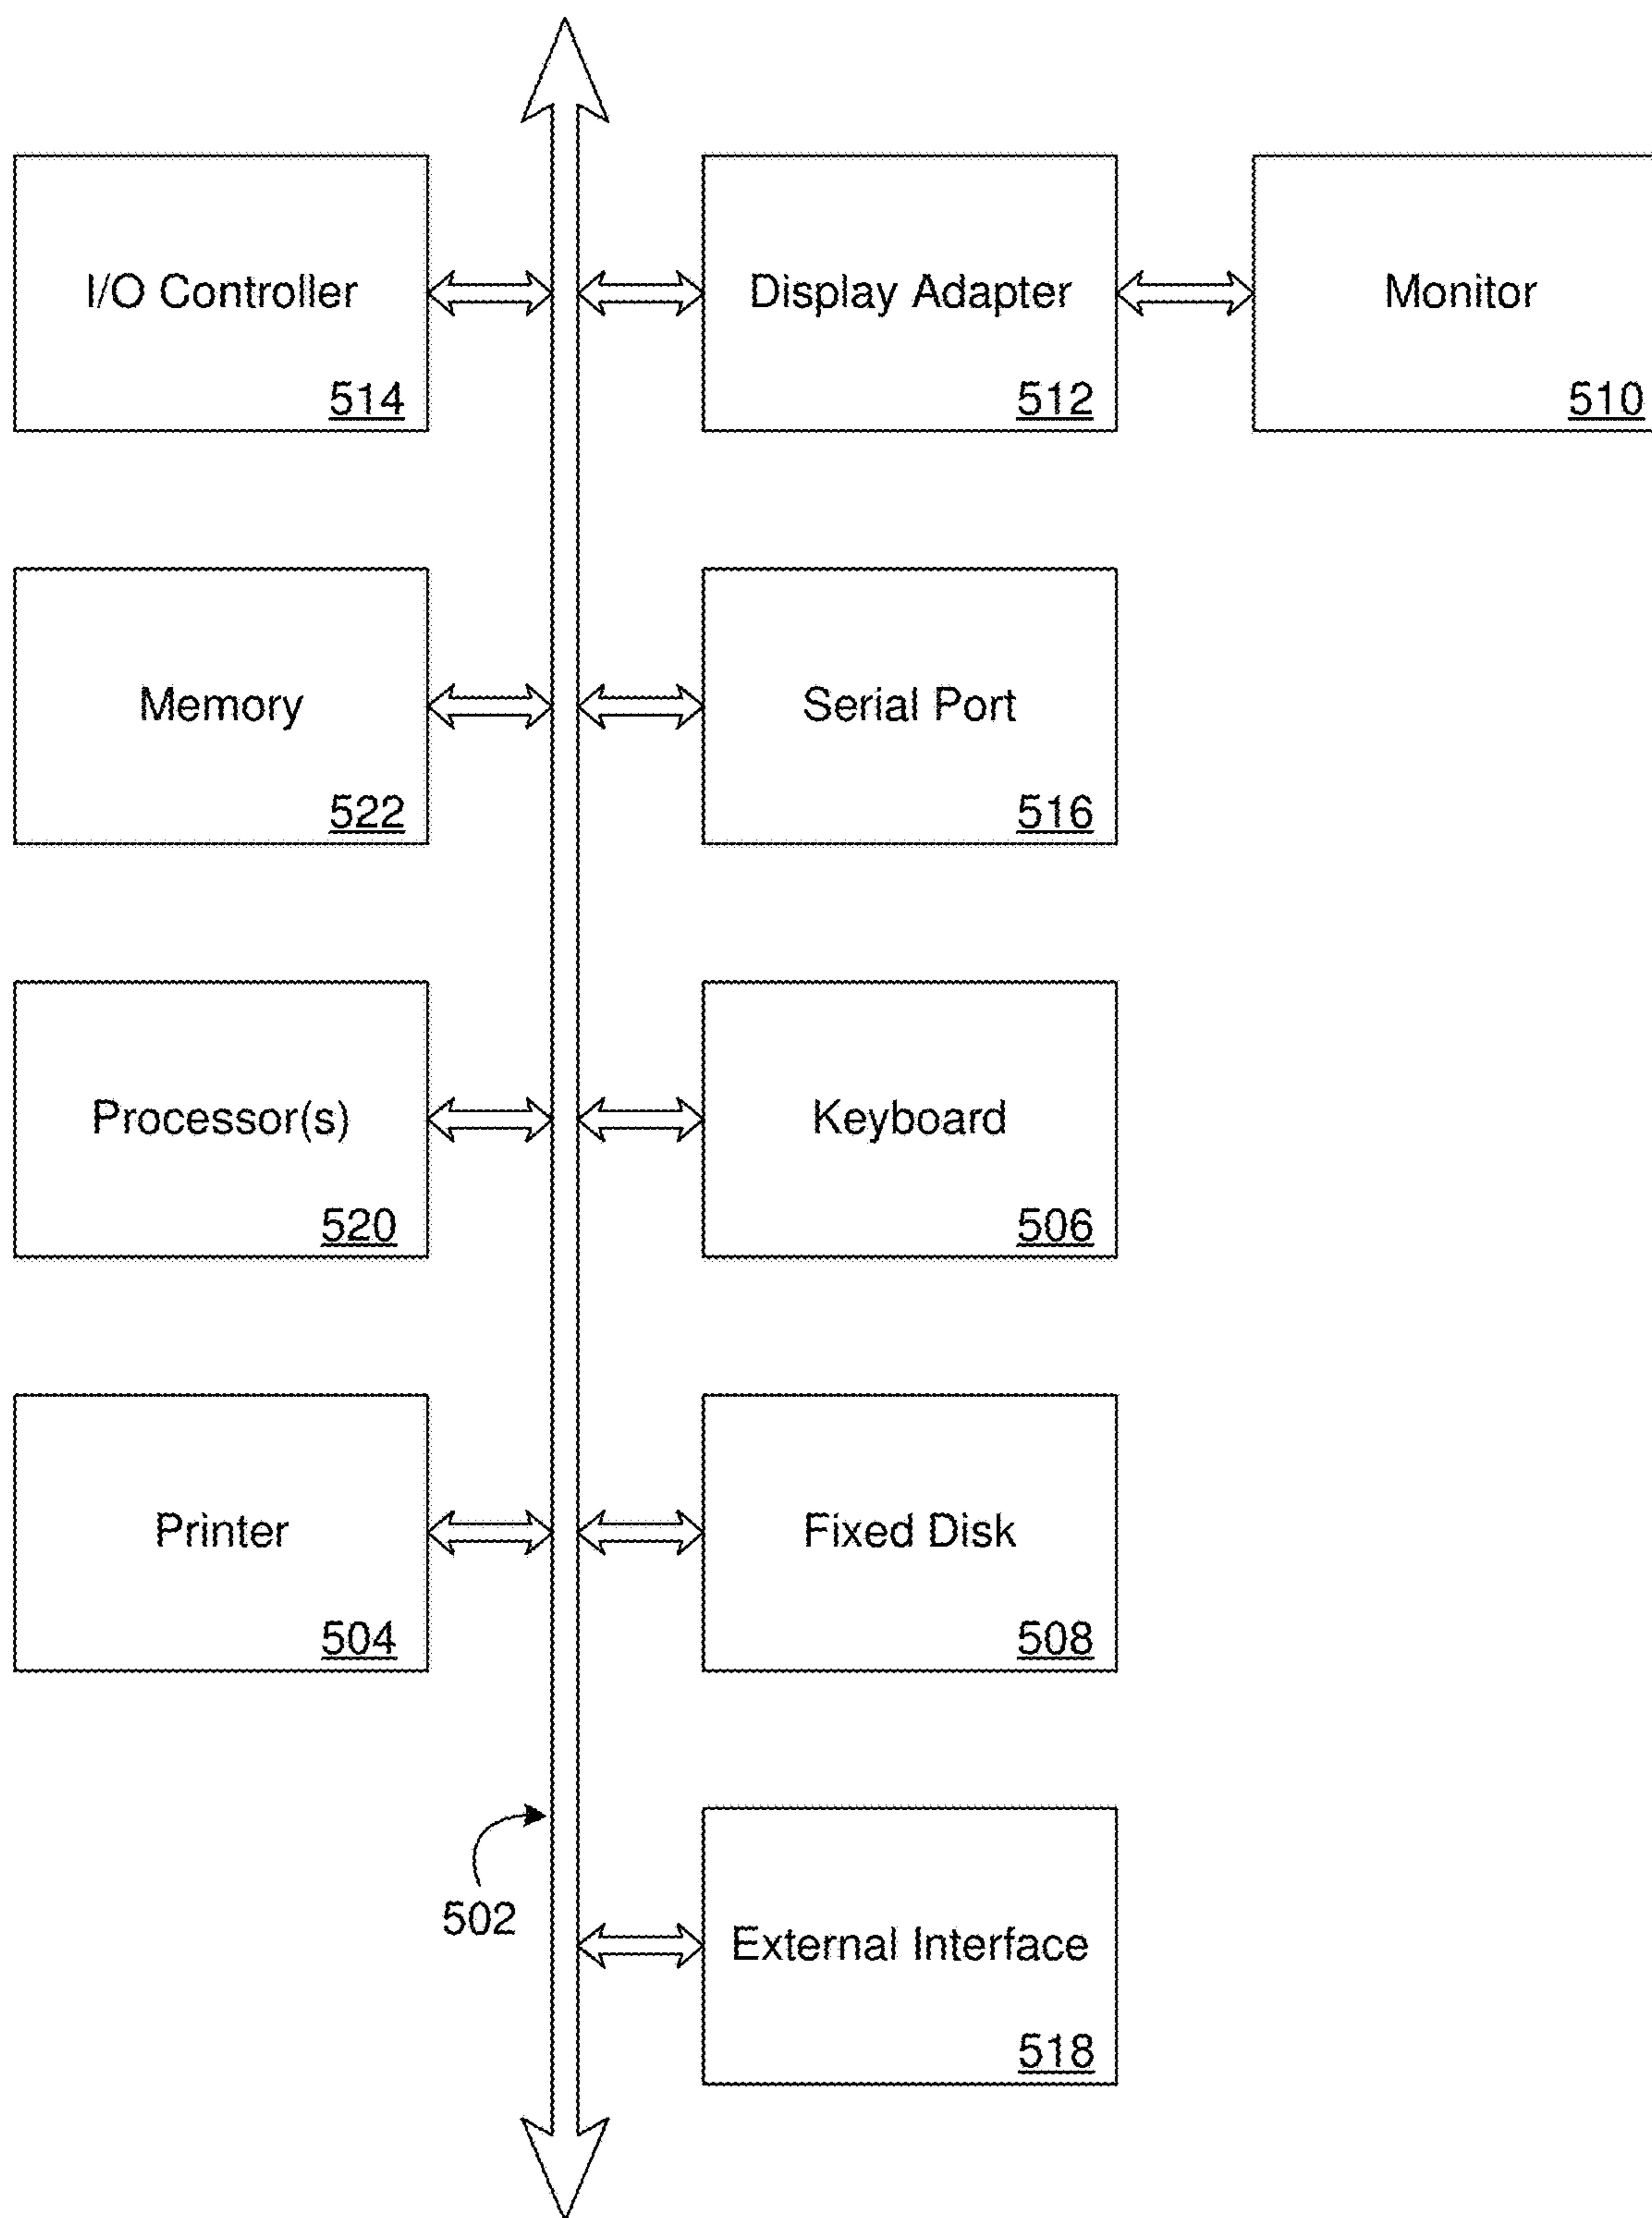 I/O Controller
514
Display Adapter
512
Monitor
510
Memory
522
Serial Port
516
Processor(s)
520
Keyboard
506
Printer
504
Fixed Disk
508
502
External Interface
518